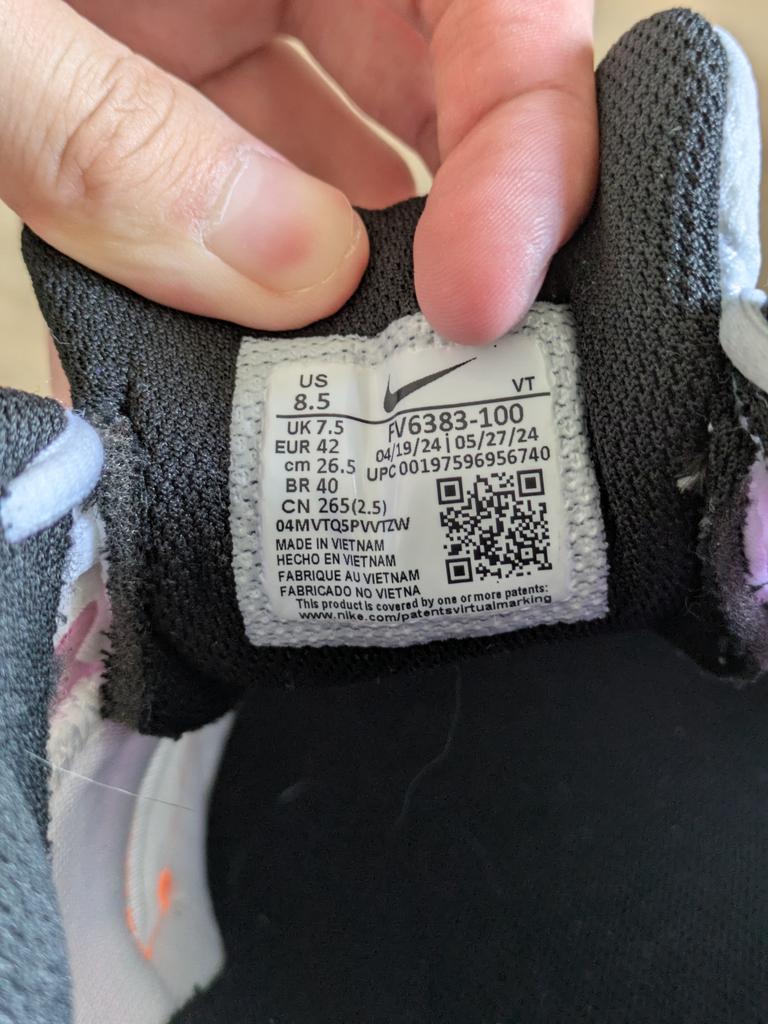 US
8.5
VT
UK 7.5
EUR 42
cm 26.5
BR 40
CN 265(2.5)
FV6383-100
04/19/24 | 05/27/24
UPC 00197596956740
04MVTQ5PVVTZW
MADE IN VIETNAM
HECHO EN VIETNAM
FABRIQUE AU VIETNAM
FABRICADO NO VIETNA
This product is covered by one or more patents:
www.nike.com/patentsvirtualmarking